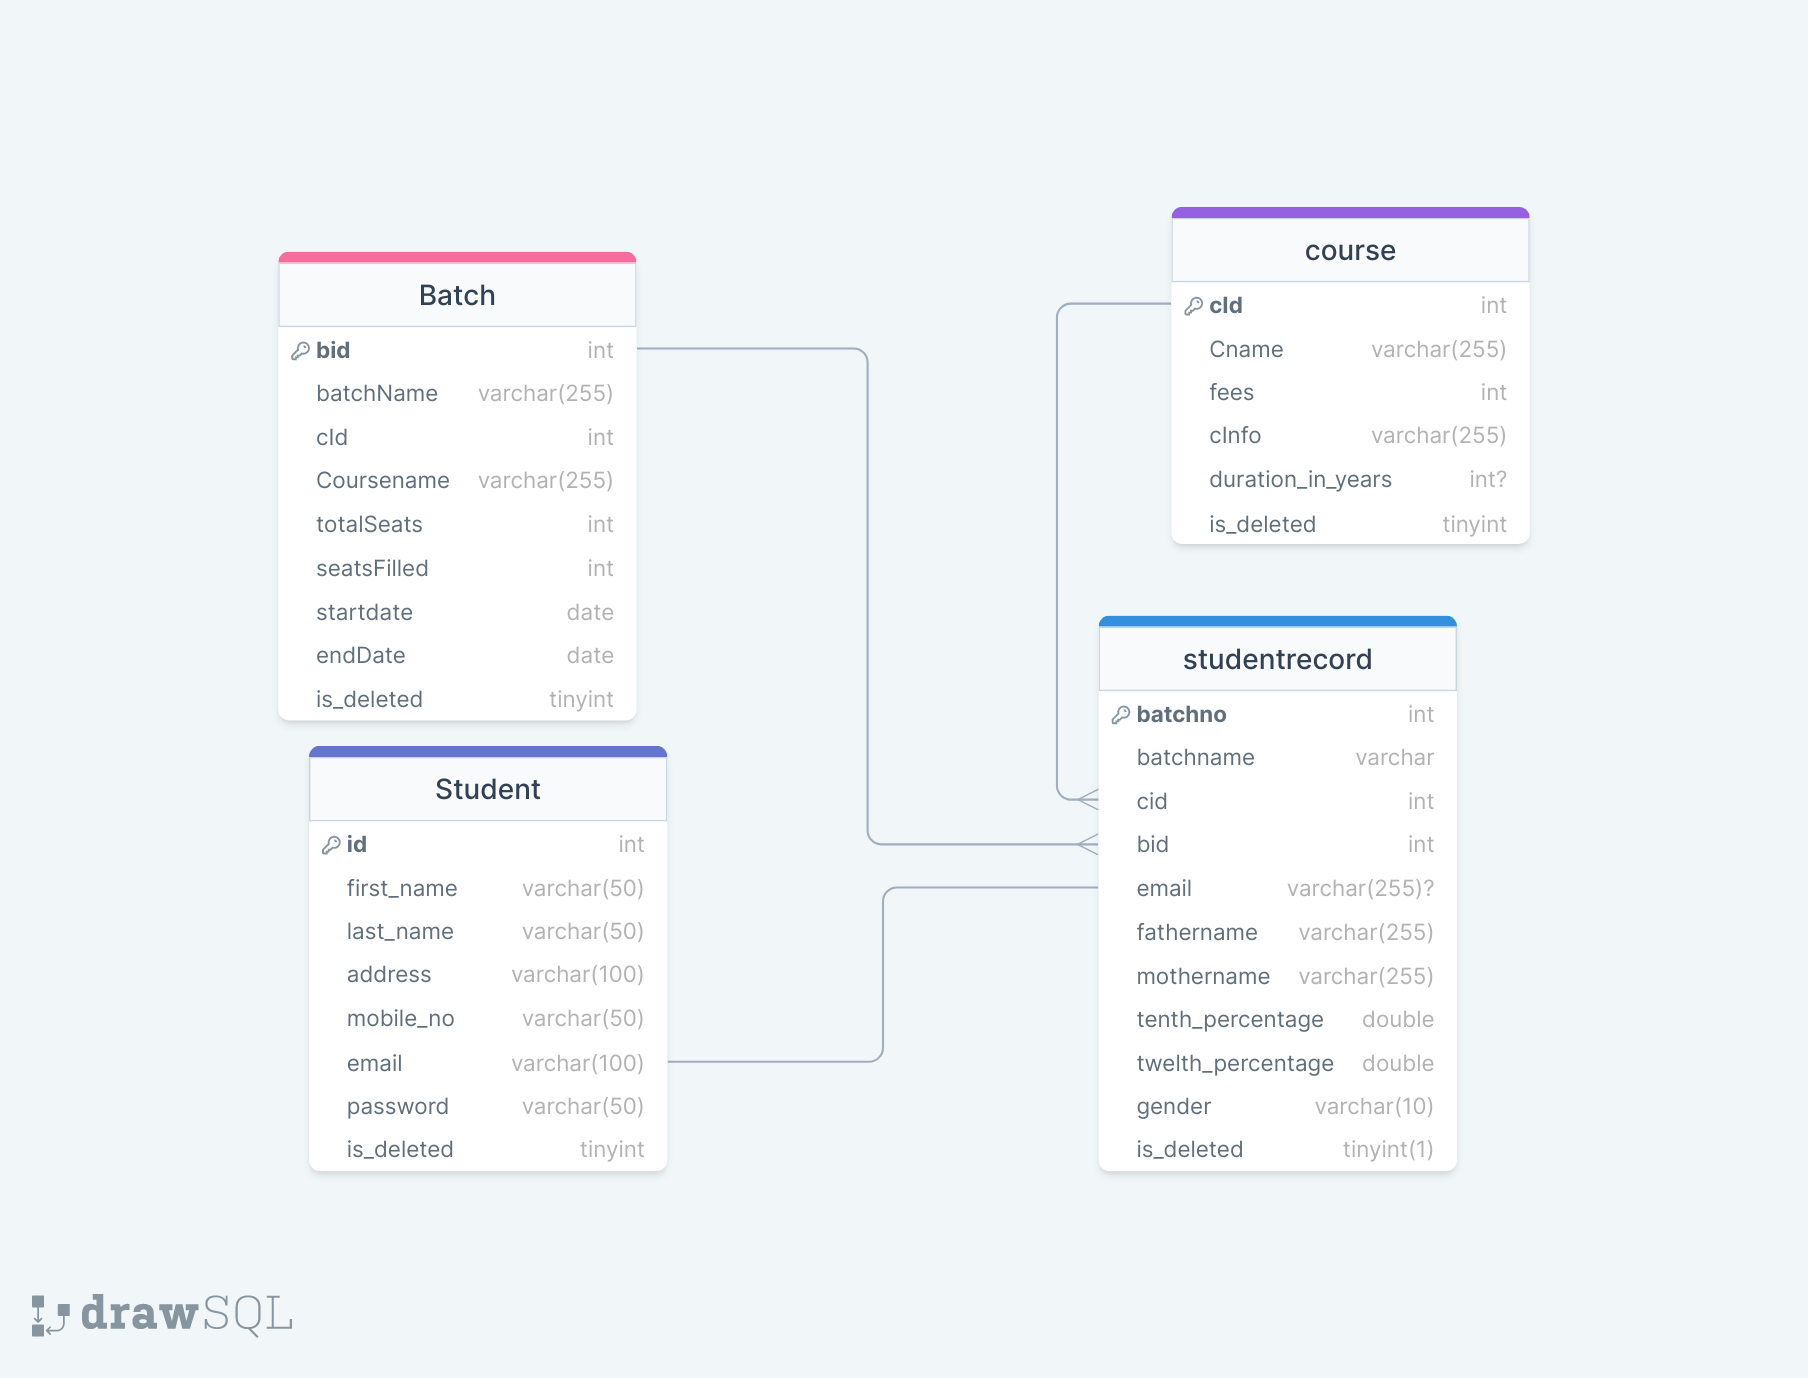 Batch
bid int
batchName varchar(255)
cId int
Coursename varchar(255)
totalSeats int
seatsFilled int
startdate date
endDate date
is_deleted tinyint
course
cId int
Cname varchar(255)
fees int
cInfo varchar(255)
duration_in_years int?
is_deleted tinyint
Student
id int
first_name varchar(50)
last_name varchar(50)
address varchar(100)
mobile_no varchar(50)
email varchar(100)
password varchar(50)
is_deleted tinyint
studentrecord
batchno int
batchname varchar
cid int
bid int
email varchar(255)?
fathername varchar(255)
mothername varchar(255)
tenth_percentage double
twelth_percentage double
gender varchar(10)
is_deleted tinyint(1)
drawSQL